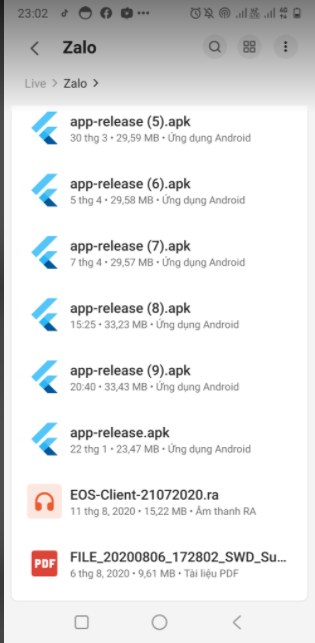 23:02
Zalo
Live > Zalo >
app-release (5).apk
30 thg 3 • 29,59 MB • Ứng dụng Android
app-release (6).apk
5 thg 4 • 29,58 MB • Ứng dụng Android
app-release (7).apk
7 thg 4 • 29,57 MB • Ứng dụng Android
app-release (8).apk
15:25 • 33,23 MB • Ứng dụng Android
app-release (9).apk
20:40 • 33,43 MB • Ứng dụng Android
app-release.apk
22 thg 1 • 23,47 MB • Ứng dụng Android
EOS-Client-21072020.ra
11 thg 8, 2020 • 15,22 MB • Âm thanh RA
PDF
FILE_20200806_172802_SWD_Su...
6 thg 8, 2020 • 9,61 MB • Tài liệu PDF